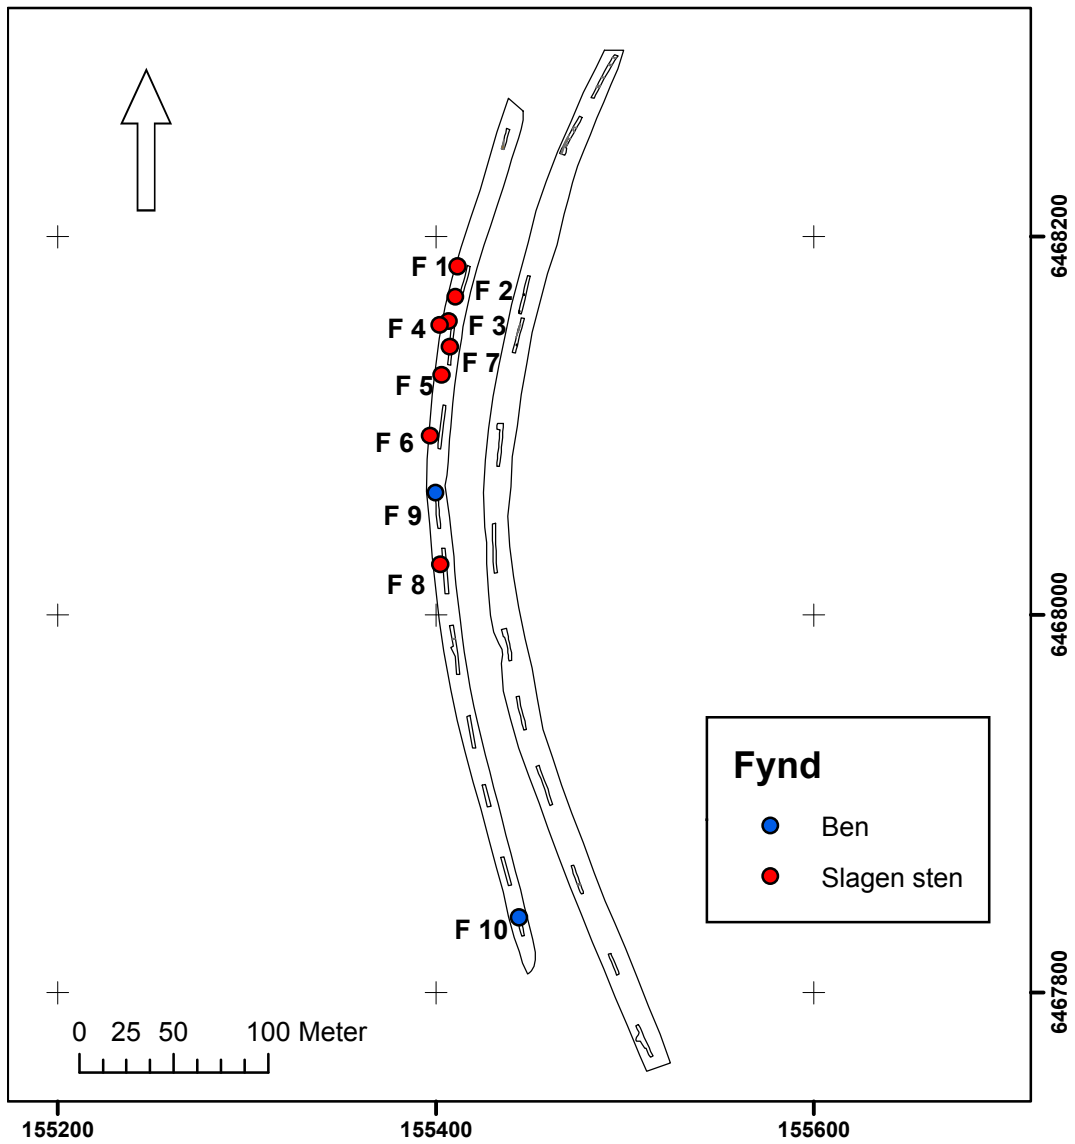 6468200
F 1
F 2
F 4
F 3
F 7
F 5
F 6
F 9
F 8
6468000
Fynd
Ben
Slagen sten
F 10
6467800
0 25 50 100 Meter
155200 155400 155600